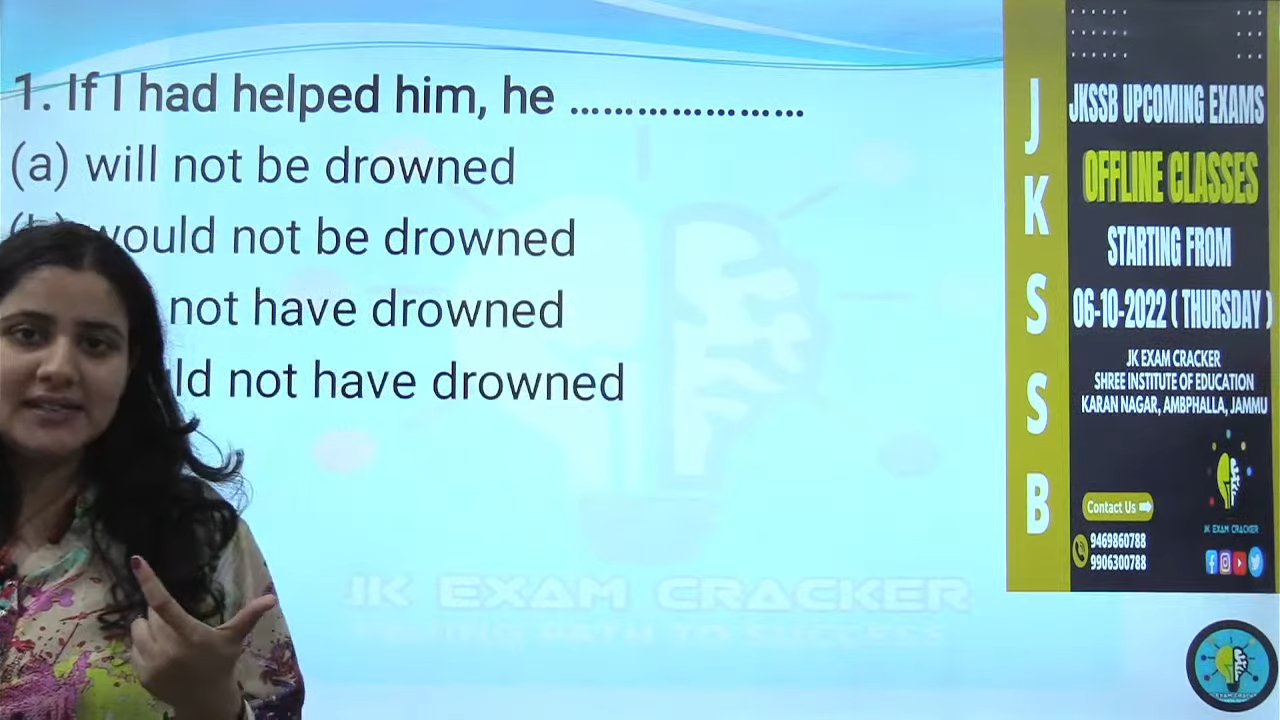 1. If I had helped him, he .....................
(a) will not be drowned
would not be drowned
not have drowned
not have drowned
JK EXAM CRACKER
JKSSB
JKSSB UPCOMING EXAMS
OFFLINE CLASSES
STARTING FROM
06-10-2022 ( THURSDAY )
JK EXAM CRACKER
SHREE INSTITUTE OF EDUCATION
KARAN NAGAR, AMBPHALLA, JAMMU
JK EXAM CRACKER
Contact Us
9469860788
9906300788